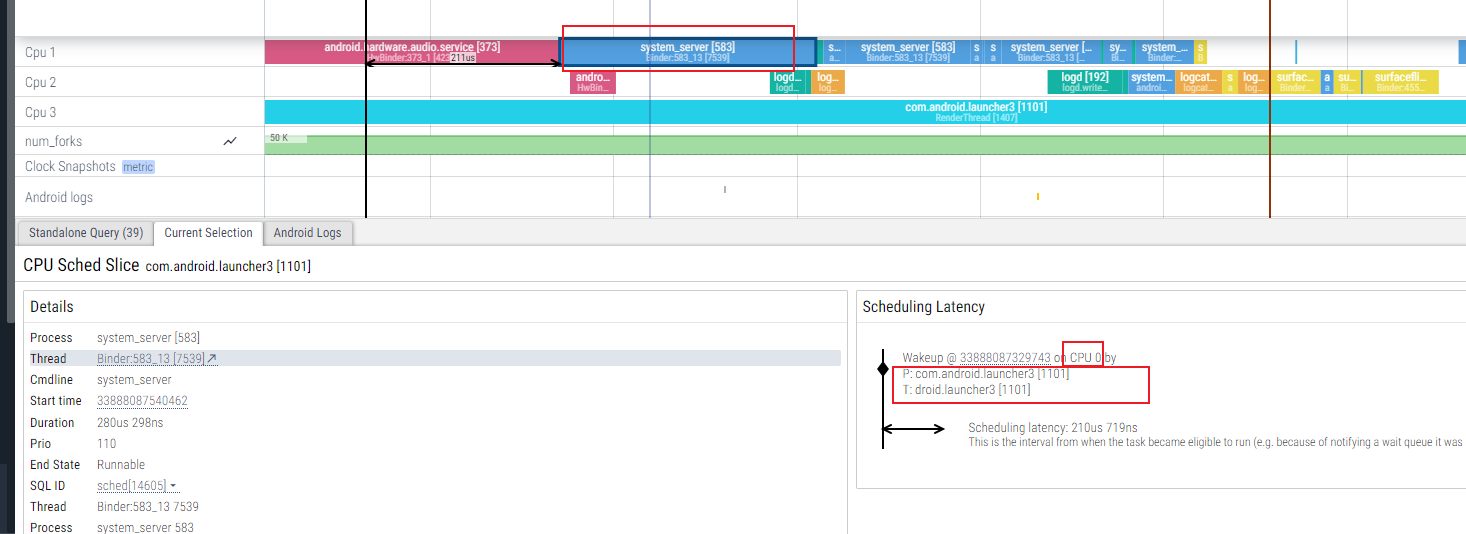 Cpu 1
android.hardware.audio.service [373]
HwBinder:373_1 [423
211us
system_server [583]
Binder:583_13 [7539]
s...
a...
system_server [583]
Binder:583_13 [7539]
s
a
s
a
system_server [...
Binder:583_13 [...
sy...
Bi...
system_...
Binder:...
s
B
Cpu 2
andro...
HwBin...
logd...
logd...
log...
log...
logd [192]
logd.write...
system...
androi...
logcat...
logcat...
s
a
log...
log...
surfac...
Binder...
a
a
su...
Bi...
surfacefli...
Binder:455...
Cpu 3
com.android.launcher3 [1101]
RenderThread [1407]
num_forks
50 K
Clock Snapshots metric
Android logs
Standalone Query (39) Current Selection Android Logs
CPU Sched Slice com.android.launcher3 [1101]
Details
Process system_server [583]
Thread Binder:583_13 [7539]
Cmdline system_server
Start time 33888087540462
Duration 280us 298ns
Prio 110
End State Runnable
SQL ID sched[14605]
Thread Binder:583_13 7539
Process system_server 583
Scheduling Latency
Wakeup @ 33888087329743 on CPU 0 by
P: com.android.launcher3 [1101]
T: droid.launcher3 [1101]
Scheduling latency: 210us 719ns
This is the interval from when the task became eligible to run (e.g. because of notifying a wait queue it was